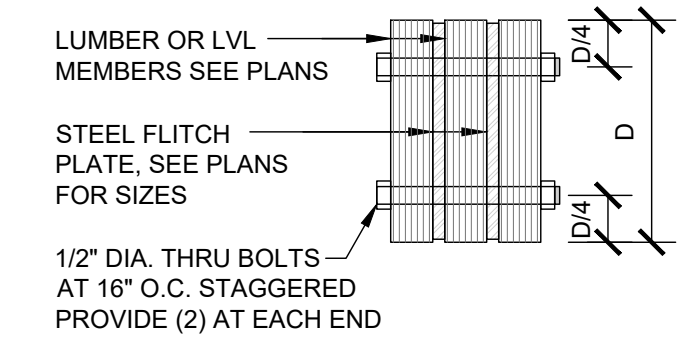 LUMBER OR LVL
MEMBERS SEE PLANS
STEEL FLITCH
PLATE, SEE PLANS
FOR SIZES
1/2" DIA. THRU BOLTS
AT 16" O.C. STAGGERED
PROVIDE (2) AT EACH END
D/4
D
D/4